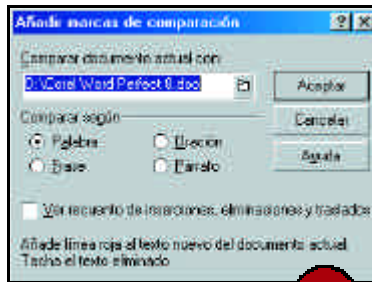 Añadir marcas de comparación
Comparar documento actual con:
D:\Corel Word Perfect 8.doc
Aceptar
Comparar según
Cancelar
Palabra Oración
Ayuda
Frase Párrafo
Ver recuento de inserciones, eliminaciones y traslados
Añade línea roja al texto nuevo del documento actual.
Tacha el texto eliminado.